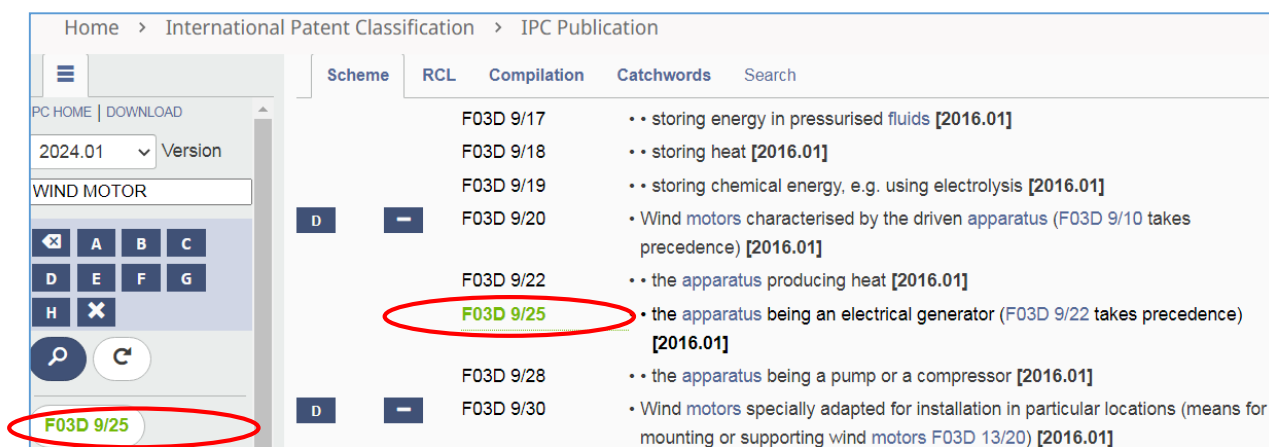 Home > International Patent Classification > IPC Publication
Scheme RCL Compilation Catchwords Search
PC HOME | DOWNLOAD
2024.01 Version
WIND MOTOR
A B C
D E F G
H
F03D 9/25
F03D 9/17 • • storing energy in pressurised fluids [2016.01]
F03D 9/18 • • storing heat [2016.01]
F03D 9/19 • • storing chemical energy, e.g. using electrolysis [2016.01]
D F03D 9/20 • Wind motors characterised by the driven apparatus (F03D 9/10 takes
precedence) [2016.01]
F03D 9/22 • • the apparatus producing heat [2016.01]
F03D 9/25 • the apparatus being an electrical generator (F03D 9/22 takes precedence)
[2016.01]
F03D 9/28 • • the apparatus being a pump or a compressor [2016.01]
D F03D 9/30 • Wind motors specially adapted for installation in particular locations (means for
mounting or supporting wind motors F03D 13/20) [2016.01]